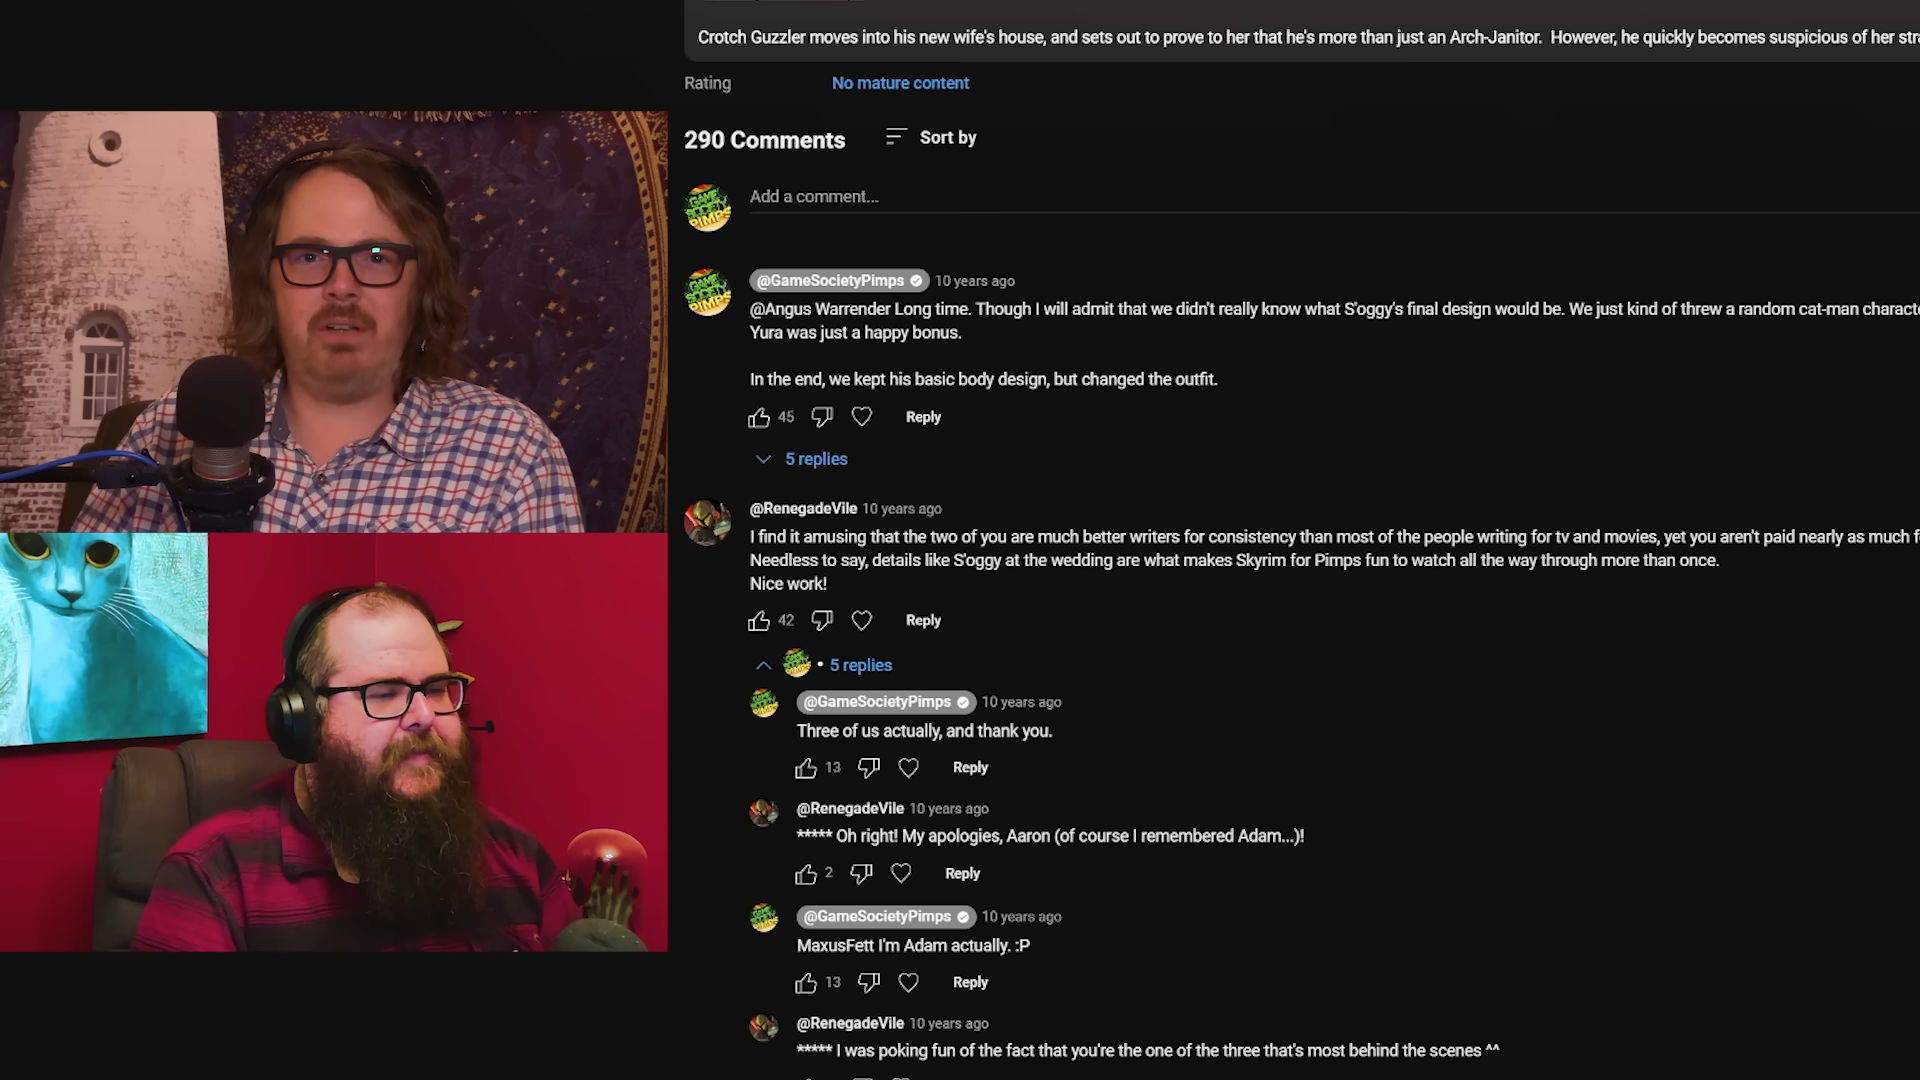 Crotch Guzzler moves into his new wife's house, and sets out to prove to her that he's more than just an Arch-Janitor. However, he quickly becomes suspicious of her
Rating
No mature content
290 Comments
Sort by
GAME SOCIETY PIMPS
Add a comment...
GAME SOCIETY PIMPS
@GameSocietyPimps 10 years ago
@Angus Warrender Long time. Though I will admit that we didn't really know what S'oggy's final design would be. We just kind of threw a random cat-man
Yura was just a happy bonus.
In the end, we kept his basic body design, but changed the outfit.
45
Reply
5 replies
@RenegadeVile 10 years ago
I find it amusing that the two of you are much better writers for consistency than most of the people writing for tv and movies, yet you aren't paid nearly as much
Needless to say, details like S'oggy at the wedding are what makes Skyrim for Pimps fun to watch all the way through more than once.
Nice work!
42
Reply
• 5 replies
@GameSocietyPimps 10 years ago
Three of us actually, and thank you.
13
Reply
@RenegadeVile 10 years ago
***** Oh right! My apologies, Aaron (of course I remembered Adam...)!
2
Reply
@GameSocietyPimps 10 years ago
MaxusFett I'm Adam actually. :P
13
Reply
@RenegadeVile 10 years ago
***** I was poking fun of the fact that you're the one of the three that's most behind the scenes ^^